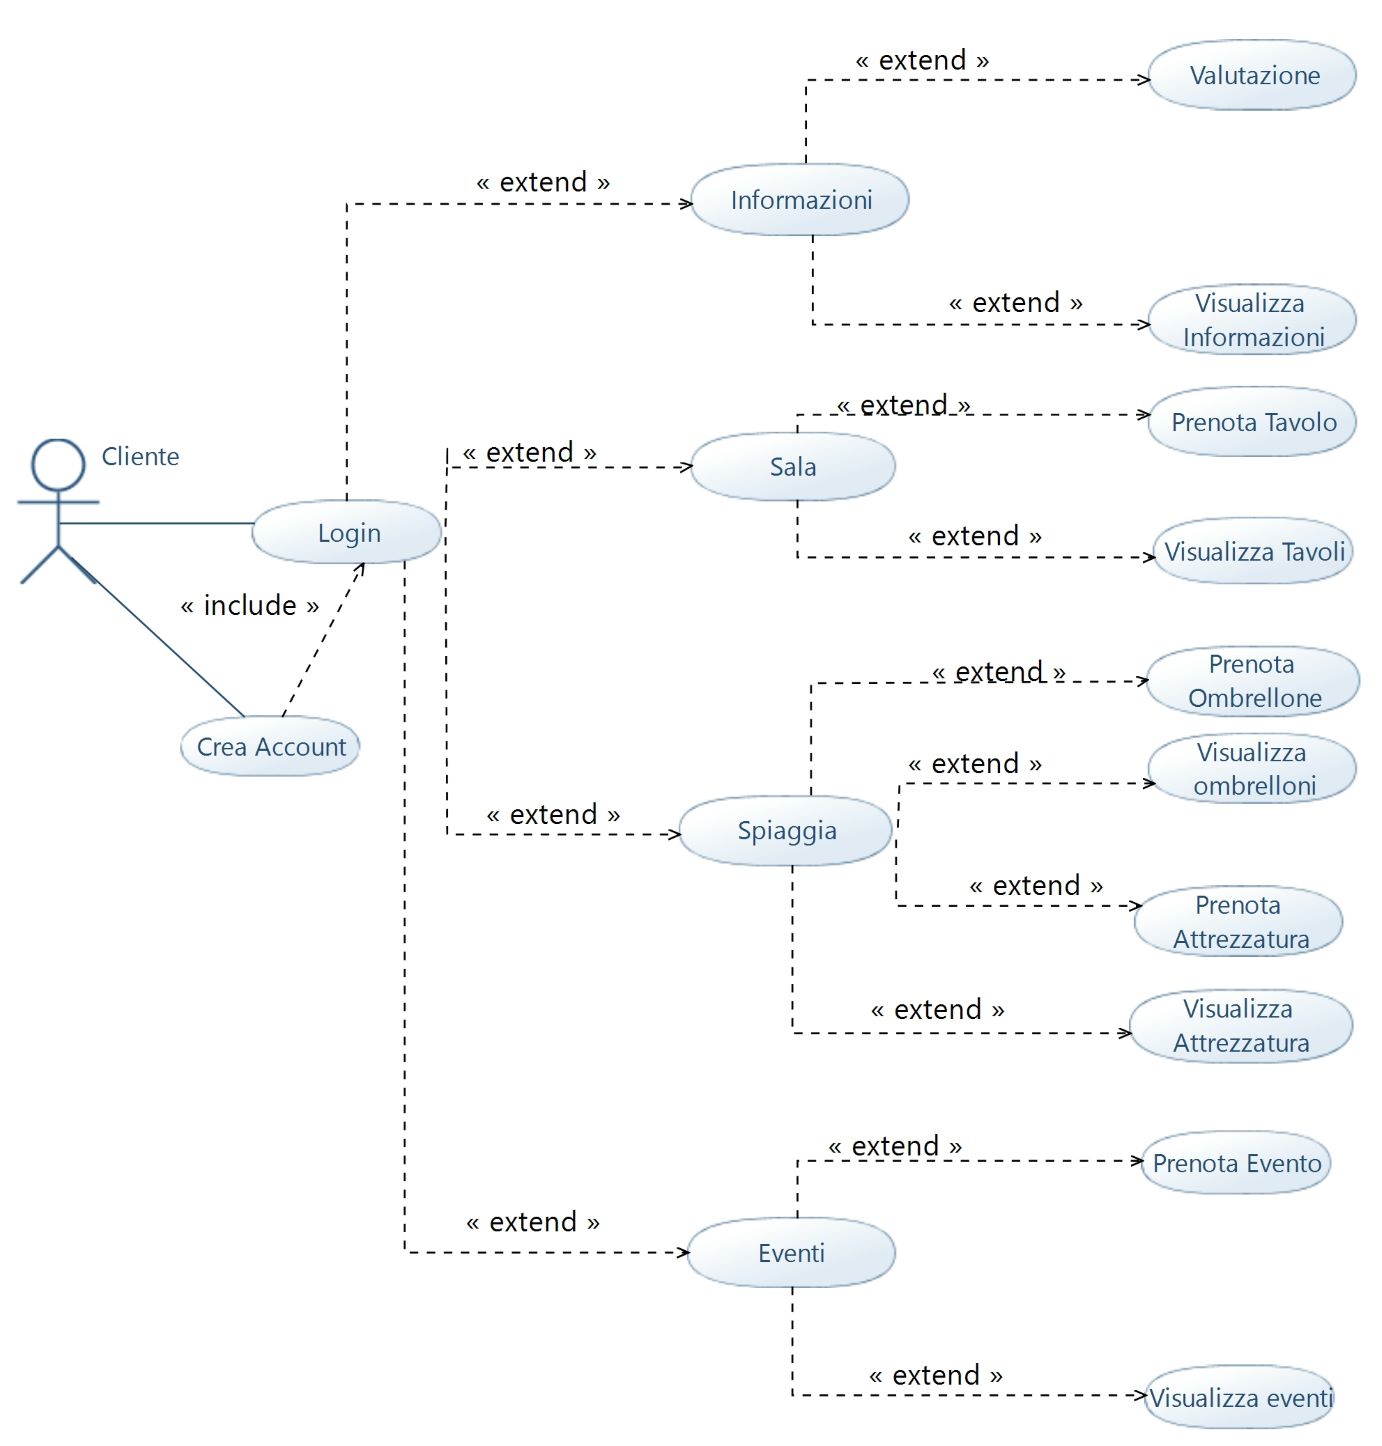 « extend »
Valutazione
« extend »
Informazioni
« extend »
Visualizza
Informazioni
« extend »
Prenota Tavolo
Cliente
« extend »
Sala
Login
« extend »
Visualizza Tavoli
« include »
« extend »
Prenota
Ombrellone
Crea Account
« extend »
Visualizza
ombrelloni
« extend »
Spiaggia
« extend »
Prenota
Attrezzatura
« extend »
Visualizza
Attrezzatura
« extend »
Prenota Evento
« extend »
Eventi
« extend »
Visualizza eventi